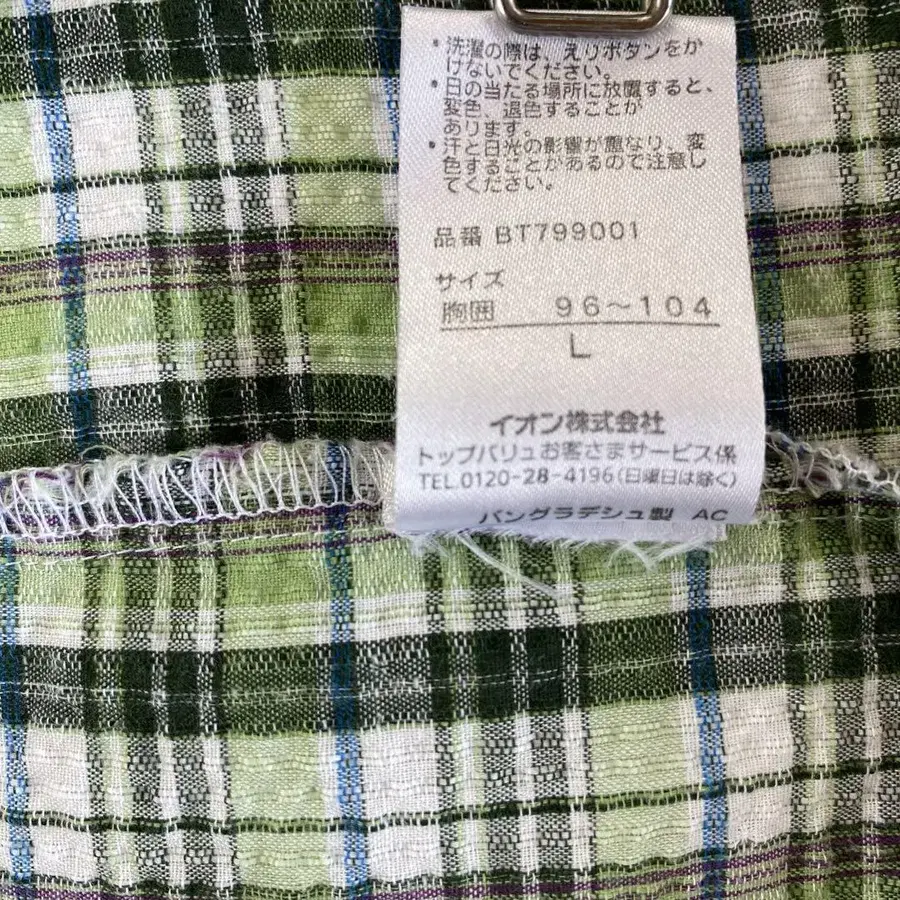 ・洗濯の際は、えりボタンをか
けないでください。
・日の当たる場所に放置すると、
変色、退色することが
あります。
・汗と日光の影響が重なり、変
色することがあるので注意し
てください。
品番 BT799001
サイズ
胸囲 96〜104
L
イオン株式会社
トップバリュお客さまサービス係
TEL.0120-28-4196(日曜日は除く)
バングラデシュ製 AC